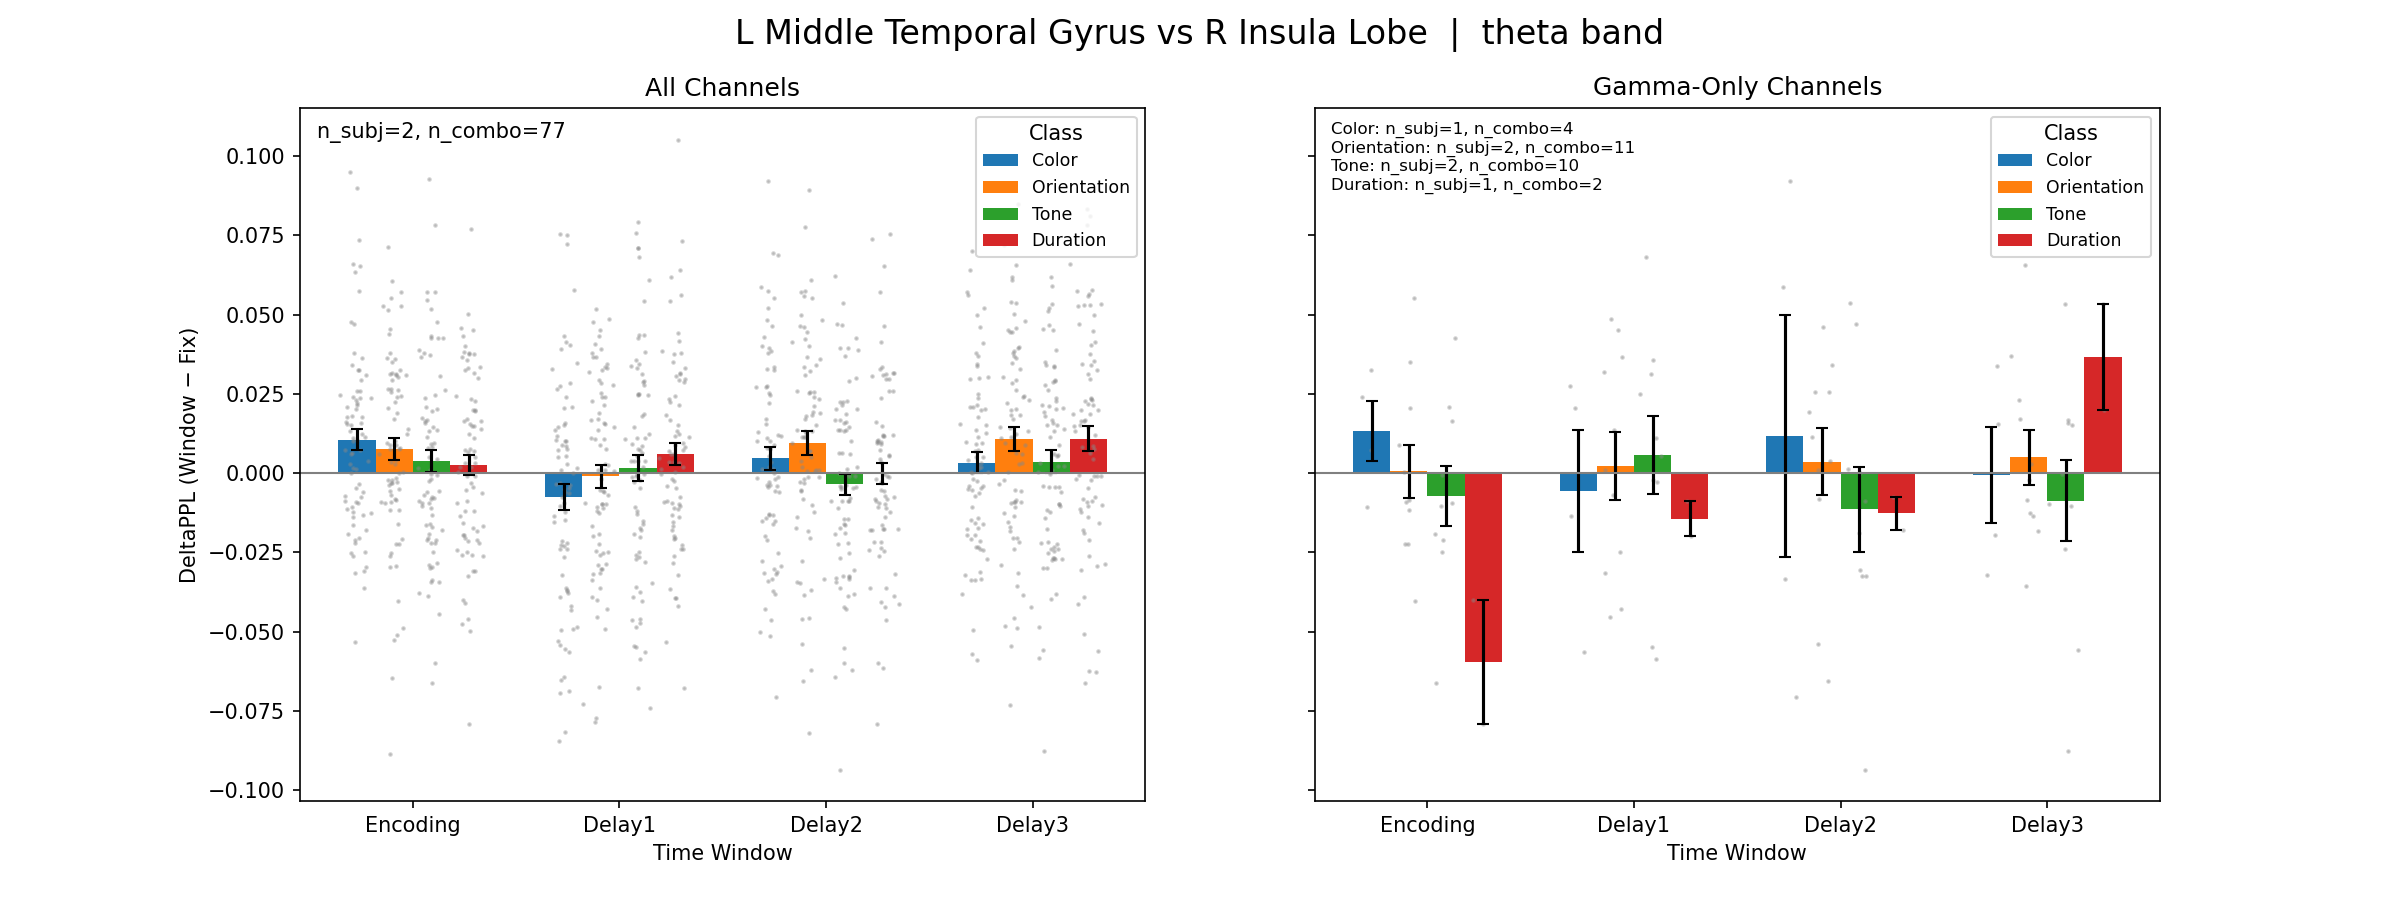 L Middle Temporal Gyrus vs R Insula Lobe | theta band
All Channels
n_subj=2, n_combo=77
Class
Color
Orientation
Tone
Duration
DeltaPPL (Window − Fix)
0.100
0.075
0.050
0.025
0.000
−0.025
−0.050
−0.075
−0.100
Encoding
Delay1
Delay2
Delay3
Time Window
Gamma-Only Channels
Color: n_subj=1, n_combo=4
Orientation: n_subj=2, n_combo=11
Tone: n_subj=2, n_combo=10
Duration: n_subj=1, n_combo=2
Class
Color
Orientation
Tone
Duration
Encoding
Delay1
Delay2
Delay3
Time Window